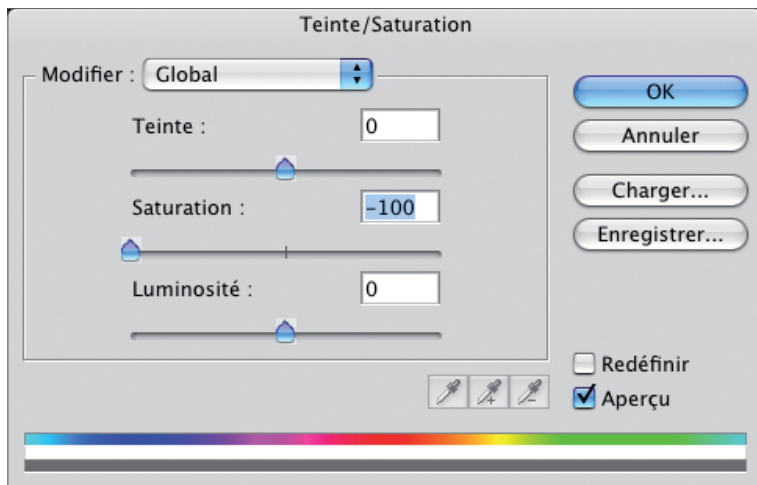 Teinte/Saturation
Modifier : Global
Teinte : 0
Saturation : -100
Luminosité : 0
OK
Annuler
Charger...
Enregistrer...
Redéfinir
Aperçu